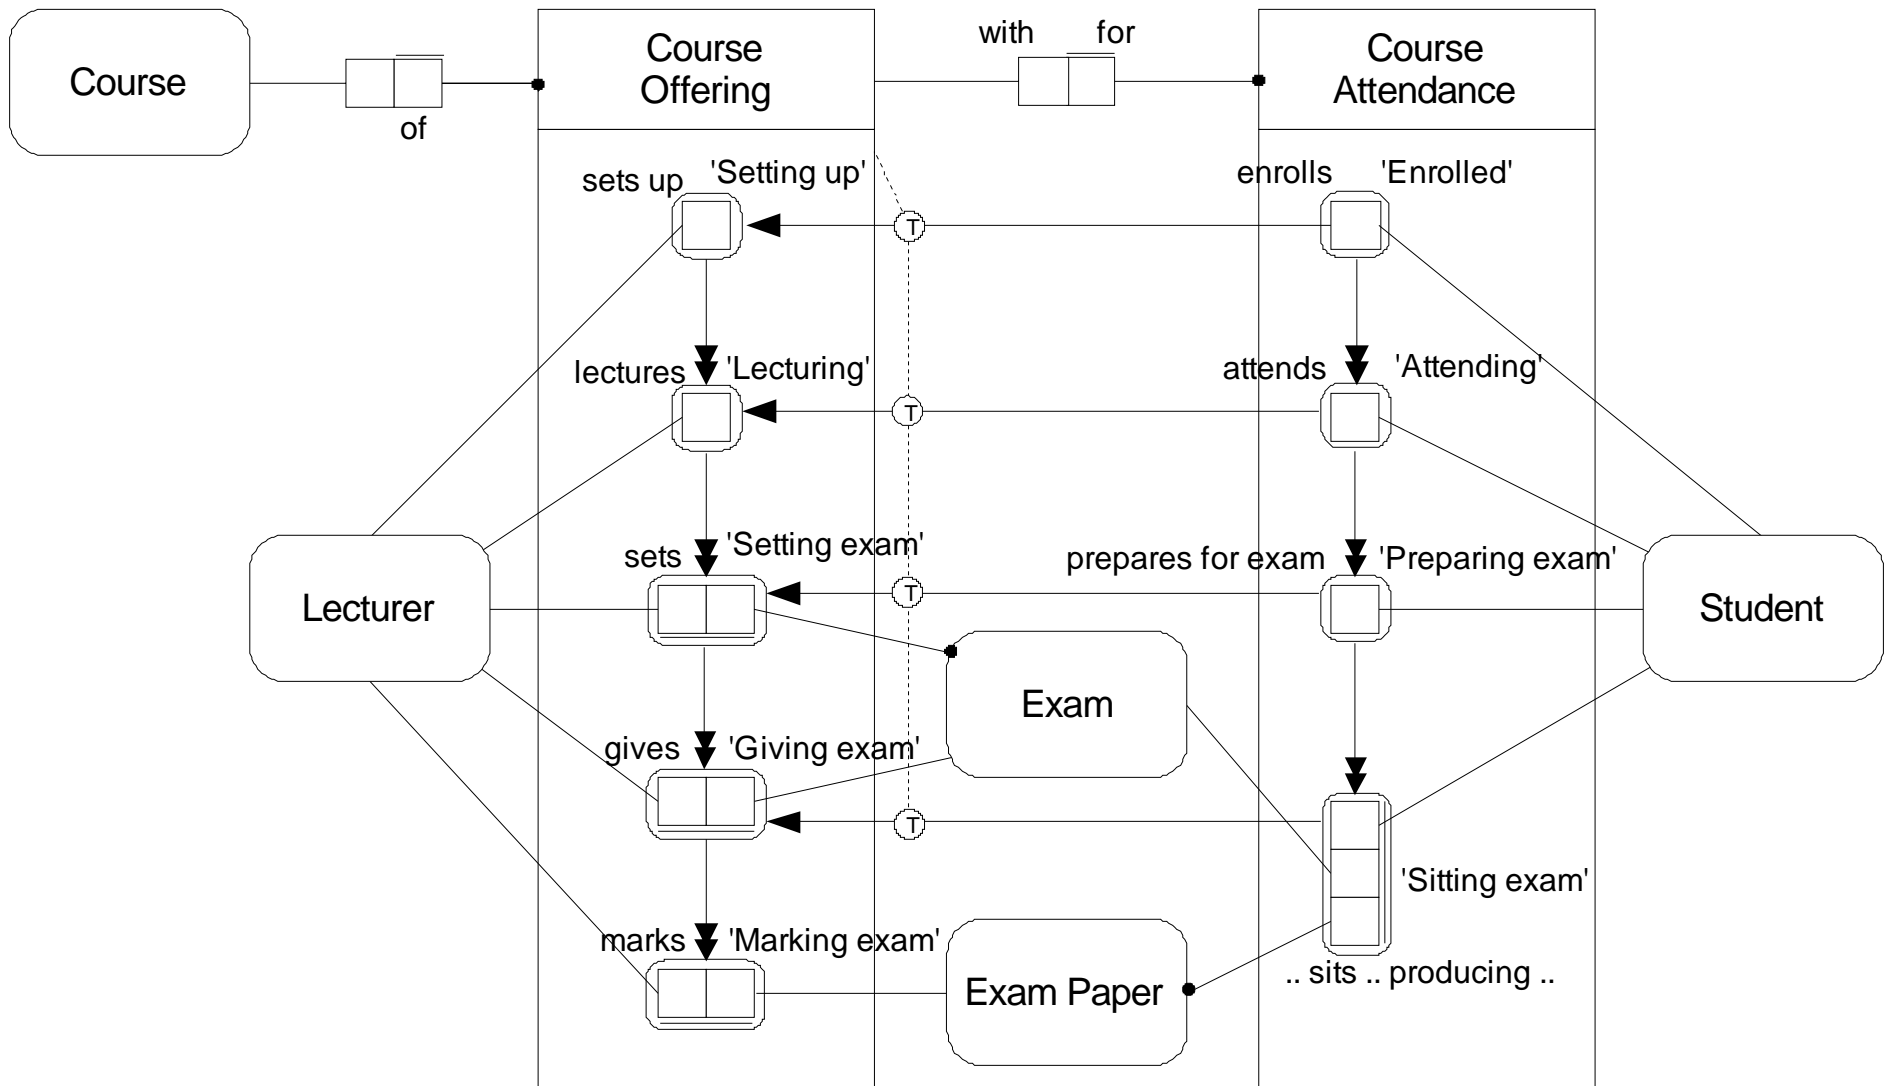 Course
of
Course
Offering
with for
Course
Attendance
sets up 'Setting up'
T
enrolls 'Enrolled'
lectures 'Lecturing'
T
attends 'Attending'
sets 'Setting exam'
T
prepares for exam 'Preparing exam'
Lecturer
Student
Exam
gives 'Giving exam'
T
'Sitting exam'
marks 'Marking exam'
Exam Paper
.. sits .. producing ..